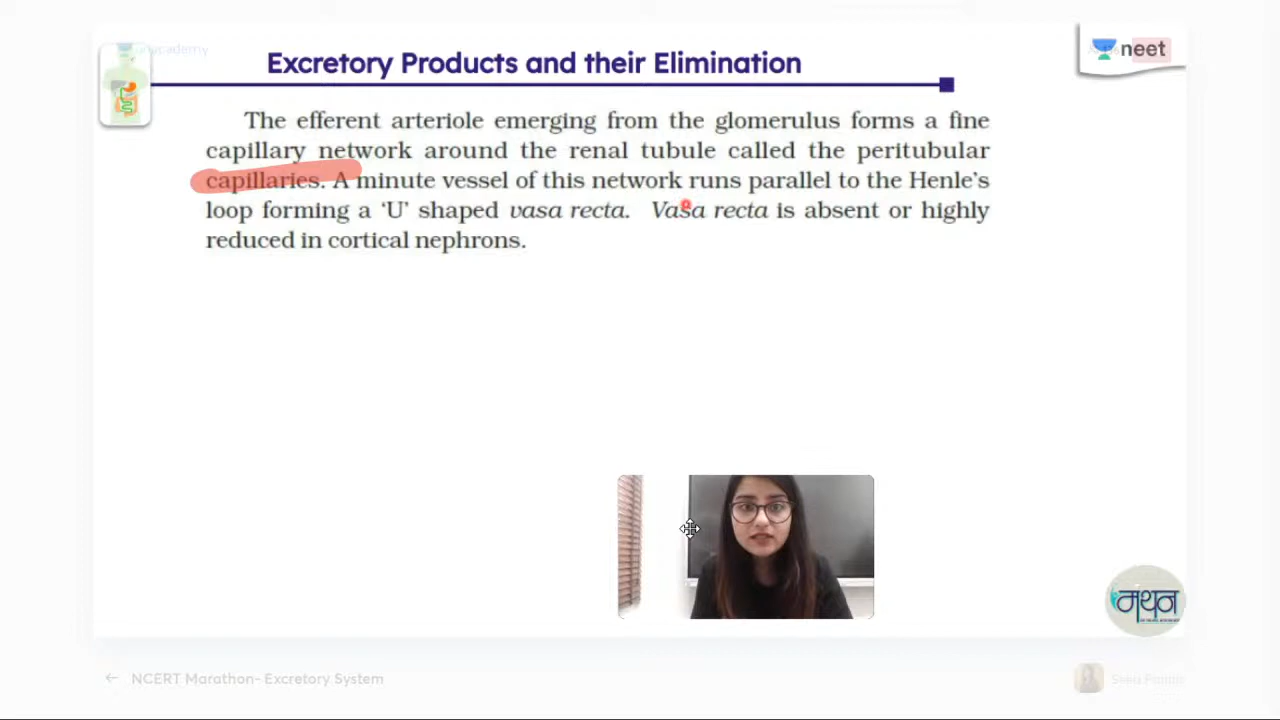 Excretory Products and their Elimination
neet
The efferent arteriole emerging from the glomerulus forms a fine
capillary network around the renal tubule called the peritubular
capillaries. A minute vessel of this network runs parallel to the Henle's
loop forming a ‘U’ shaped vasa recta. Vasa recta is absent or highly
reduced in cortical nephrons.
मंथन
← NCERT Marathon- Excretory System